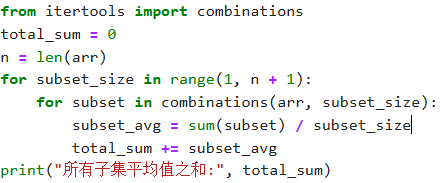 from itertools import combinations
total_sum = 0
n = len(arr)
for subset_size in range(1, n + 1):
    for subset in combinations(arr, subset_size):
        subset_avg = sum(subset) / subset_size
        total_sum += subset_avg
print("所有子集平均值之和:", total_sum)